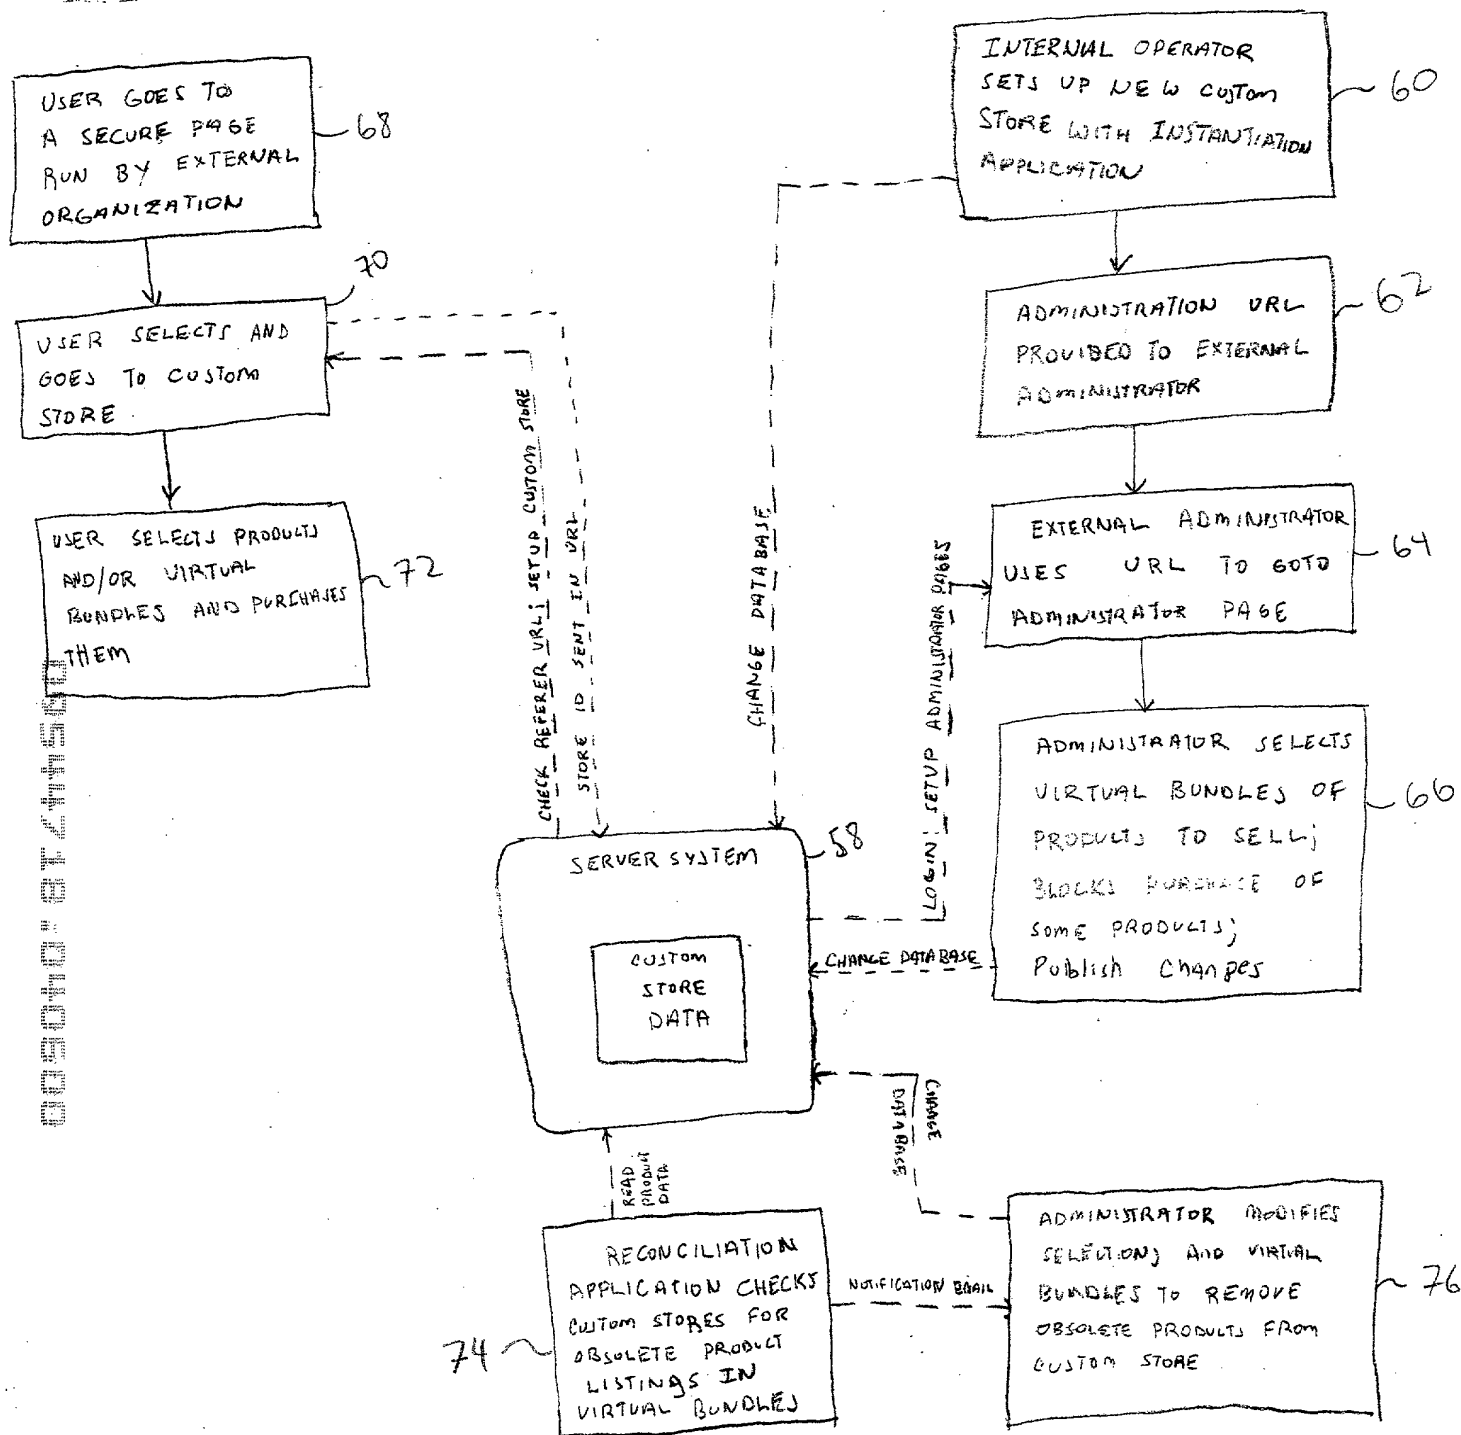 USER GOES TO
A SECURE PAGE
RUN BY EXTERNAL
ORGANIZATION
68
70
USER SELECTS AND
GOES TO CUSTOM
STORE
USER SELECTS PRODUCTS
AND/OR VIRTUAL
BUNDLES AND PURCHASES
THEM
72
CHECK REFERER URL; SETUP CUSTOM STORE
STORE ID SENT IN URL
CHANGE DATABASE
INTERNAL OPERATOR
SETS UP NEW CUSTOM
STORE WITH INSTANTIATION
APPLICATION
60
ADMINISTRATION URL
PROVIDED TO EXTERNAL
ADMINISTRATOR
62
EXTERNAL ADMINISTRATOR
USES URL TO GOTO
ADMINISTRATOR PAGE
64
LOGIN; SETUP ADMINISTRATOR PAGES
ADMINISTRATOR SELECTS
VIRTUAL BUNDLES OF
PRODUCTS TO SELL;
BLOCKS PURCHASE OF
SOME PRODUCTS;
Publish Changes
66
SERVER SYSTEM
58
CUSTOM
STORE
DATA
CHANGE DATABASE
CHANGE
DATABASE
READ
PRODUCT
DATA
RECONCILIATION
APPLICATION CHECKS
CUSTOM STORES FOR
OBSOLETE PRODUCT
LISTINGS IN
VIRTUAL BUNDLES
74
NOTIFICATION EMAIL
ADMINISTRATOR MODIFIES
SELECTIONS AND VIRTUAL
BUNDLES TO REMOVE
OBSOLETE PRODUCTS FROM
CUSTOM STORE
76